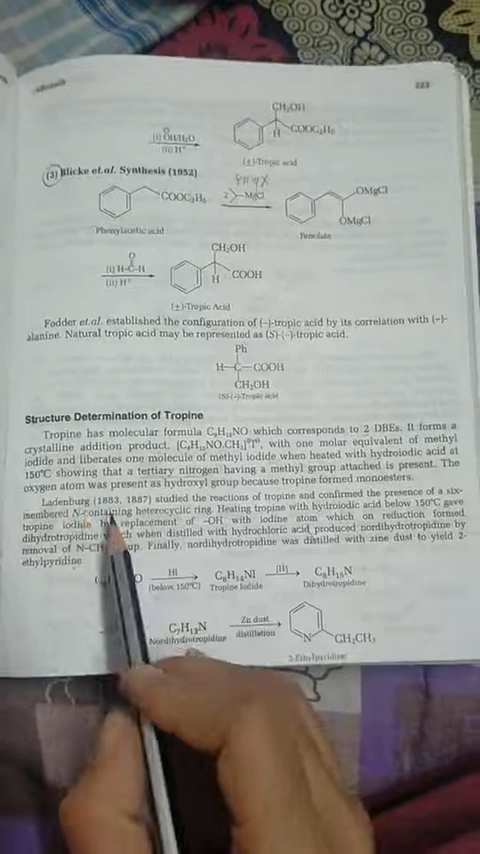 Alkaloids
223
CH₂OH
(i) OH/H₂O
(ii) H⁺
H
COOC₂H₅
(±)-Tropic acid
(3) Blicke et.al. Synthesis (1952)
COOC₂H₅
MgCl
OMgCl
OMgCl
Phenylacetic acid
Fenolate
CH₂OH
O
(i) H-C-H
(ii) H⁺
H
COOH
(±)-Tropic Acid
Fodder et.al. established the configuration of (–)-tropic acid by its correlation with (–)-
alanine. Natural tropic acid may be represented as (S)-(–)-tropic acid.
Ph
H–C–COOH
CH₂OH
(S)-(–)-Tropic acid
Structure Determination of Tropine
Tropine has molecular formula C₈H₁₅NO which corresponds to 2 DBEs. It forms a
crystalline addition product, [C₈H₁₅NO.CH₃]⊕I⊖, with one molar equivalent of methyl
iodide and liberates one molecule of methyl iodide when heated with hydroiodic acid at
150°C showing that a tertiary nitrogen having a methyl group attached is present. The
oxygen atom was present as hydroxyl group because tropine formed monoesters.
Ladenburg (1883, 1887) studied the reactions of tropine and confirmed the presence of a six-
membered N-containing heterocyclic ring. Heating tropine with hydroiodic acid below 150°C gave
tropine iodide replacement of –OH with iodine atom which on reduction formed
dihydrotropidine when distilled with hydrochloric acid produced nordihydrotropidine by
removal of N–CH Finally, nordihydrotropidine was distilled with zinc dust to yield 2-
ethylpyridine.
HI
(below 150°C)
C₈H₁₄NI
[H]
C₈H₁₅N
Tropine Iodide
Dihydrotropidine
C₇H₁₃N
Zn dust
distillation
Nordihydrotropidine
N
CH₂CH₃
2-Ethylpyridine